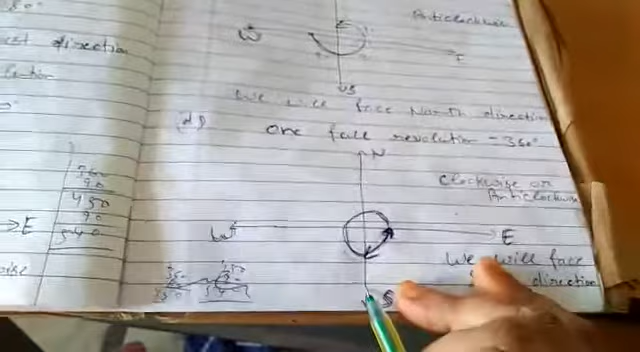 direction
360
90
450
90
540
→E
Anticlockwise
W
E
S
We will face North direction
(d)
one full revolution = 360°
N
clockwise or
Anticlockwise
W
E
We will face
direction
S